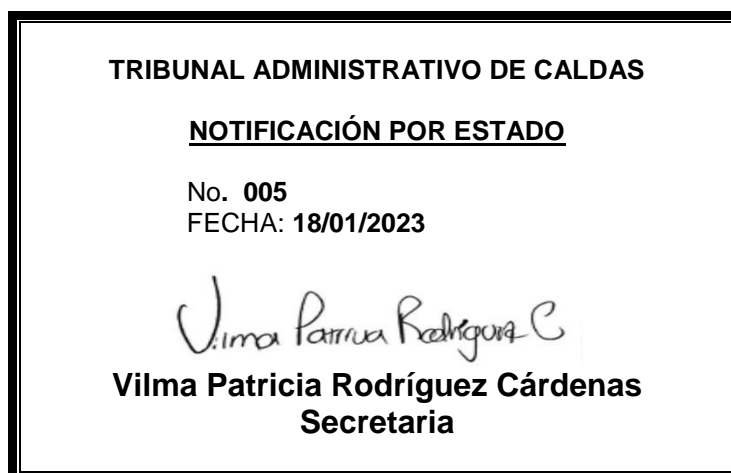 TRIBUNAL ADMINISTRATIVO DE CALDAS
NOTIFICACIÓN POR ESTADO
No. 005
FECHA: 18/01/2023
Vilma Patricia Rodríguez C
Vilma Patricia Rodríguez Cárdenas
Secretaria